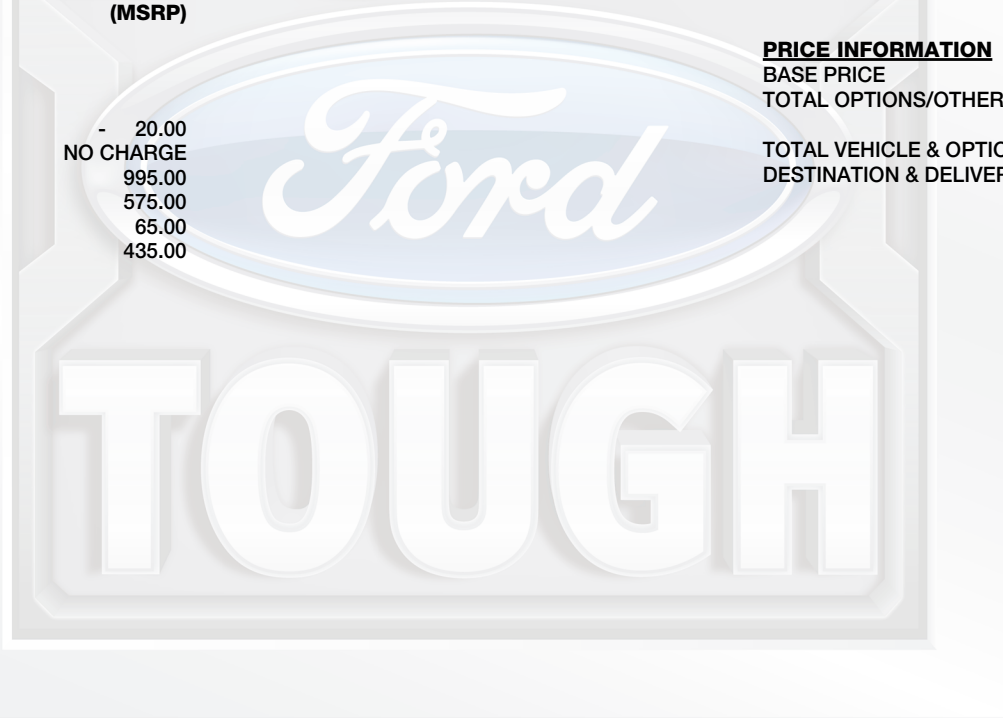 (MSRP)
- 20.00
NO CHARGE
995.00
575.00
65.00
435.00
PRICE INFORMATION
BASE PRICE
TOTAL OPTIONS/OTHER
TOTAL VEHICLE & OPTIO
DESTINATION & DELIVER
Ford
TOUGH